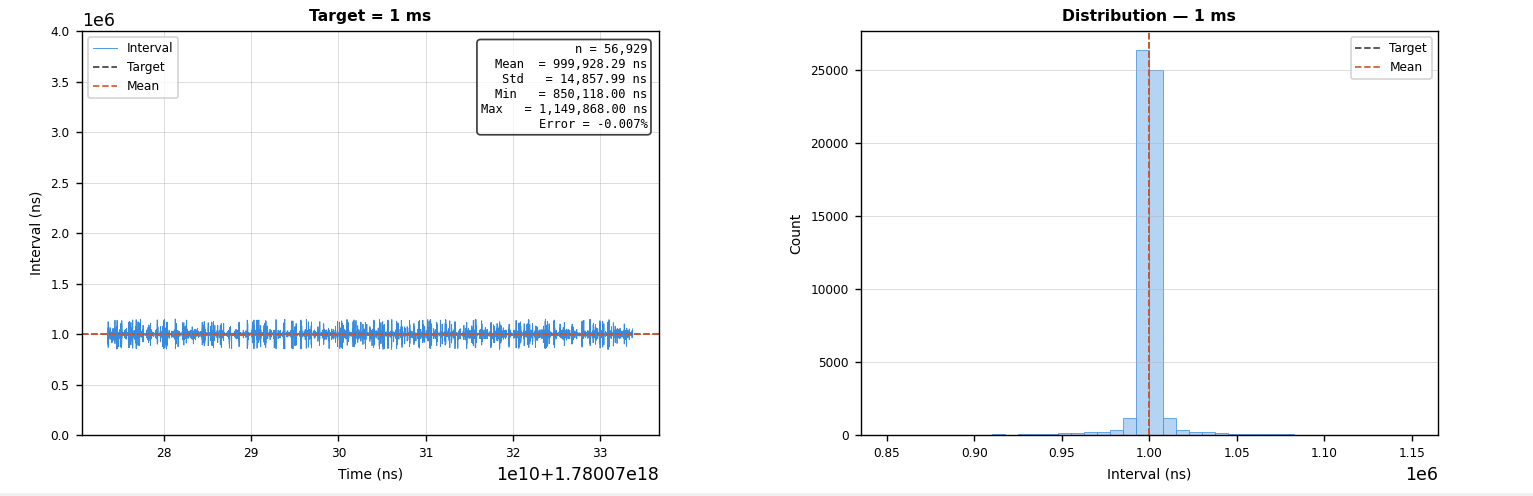 Target = 1 ms
1e6
4.0
3.5
3.0
2.5
2.0
1.5
1.0
0.5
0.0
Interval (ns)
Interval
Target
Mean
n = 56,929
Mean = 999,928.29 ns
Std = 14,857.99 ns
Min = 850,118.00 ns
Max = 1,149,868.00 ns
Error = -0.007%
28 29 30 31 32 33
Time (ns)
1e10+1.78007e18
Distribution — 1 ms
25000
20000
15000
10000
5000
0
Count
Target
Mean
0.85 0.90 0.95 1.00 1.05 1.10 1.15
Interval (ns)
1e6